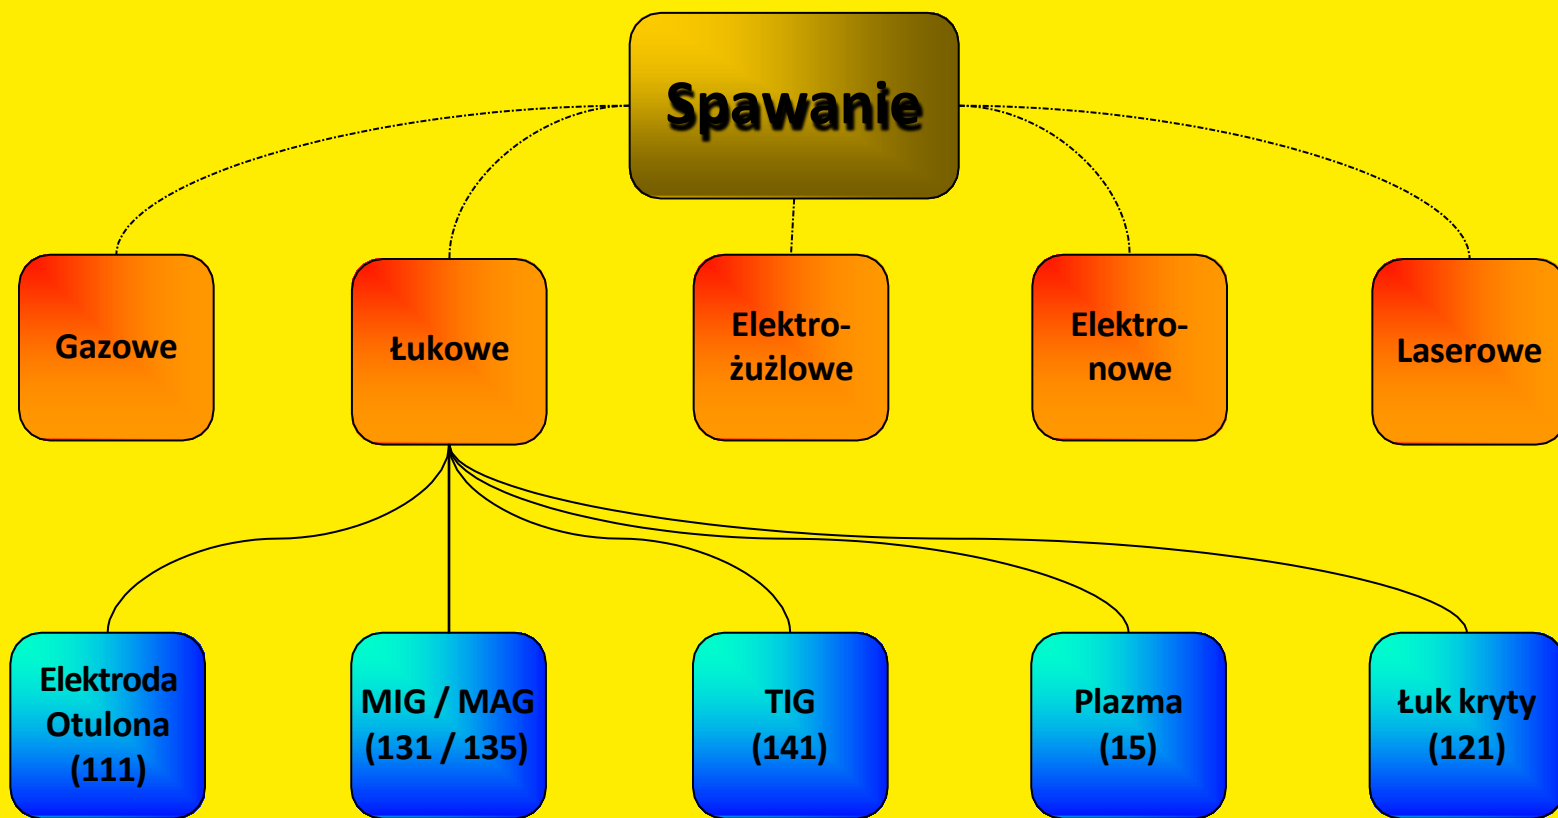 Spawanie
Gazowe
Łukowe
Elektro-
żużlowe
Elektro-
nowe
Laserowe
Elektroda
Otulona
(111)
MIG / MAG
(131 / 135)
TIG
(141)
Plazma
(15)
Łuk kryty
(121)